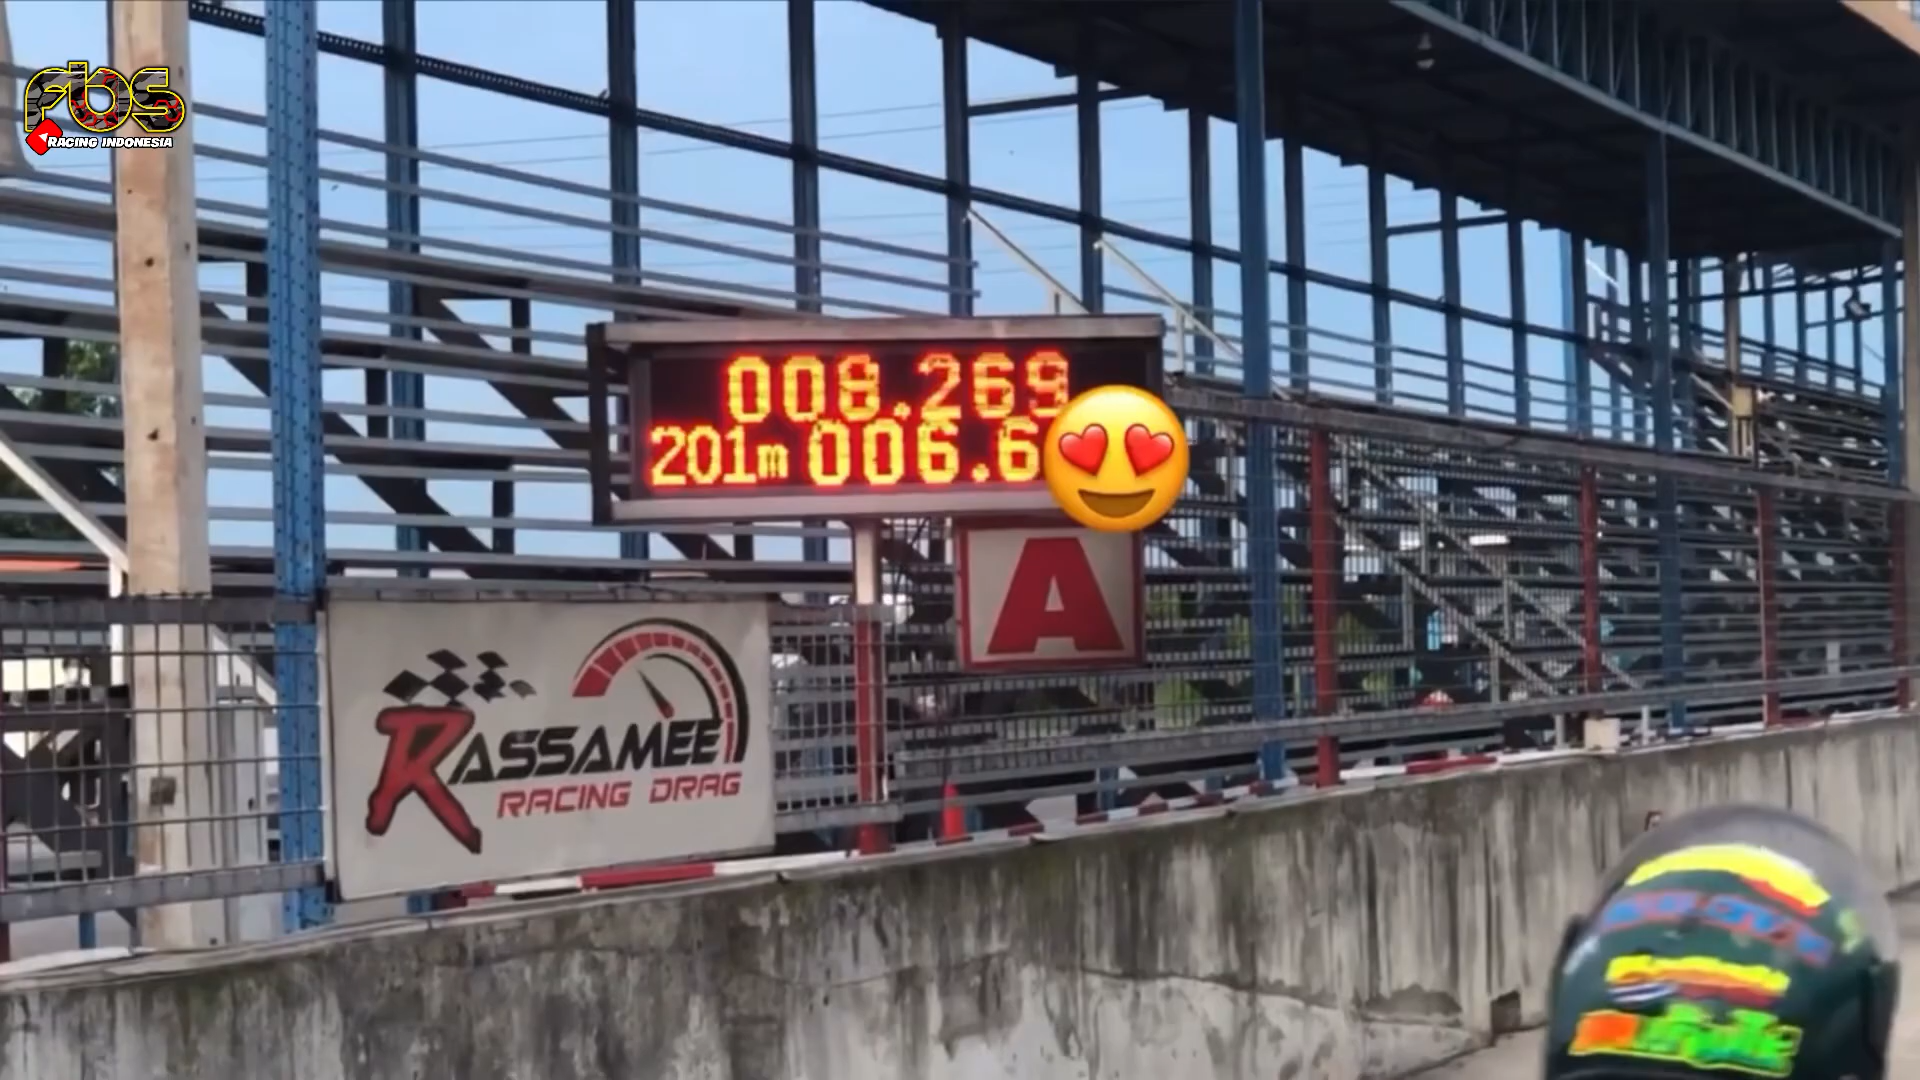 fbs
RACING INDONESIA
008.269
201m 006.6
A
RASSAMEE
RACING DRAG